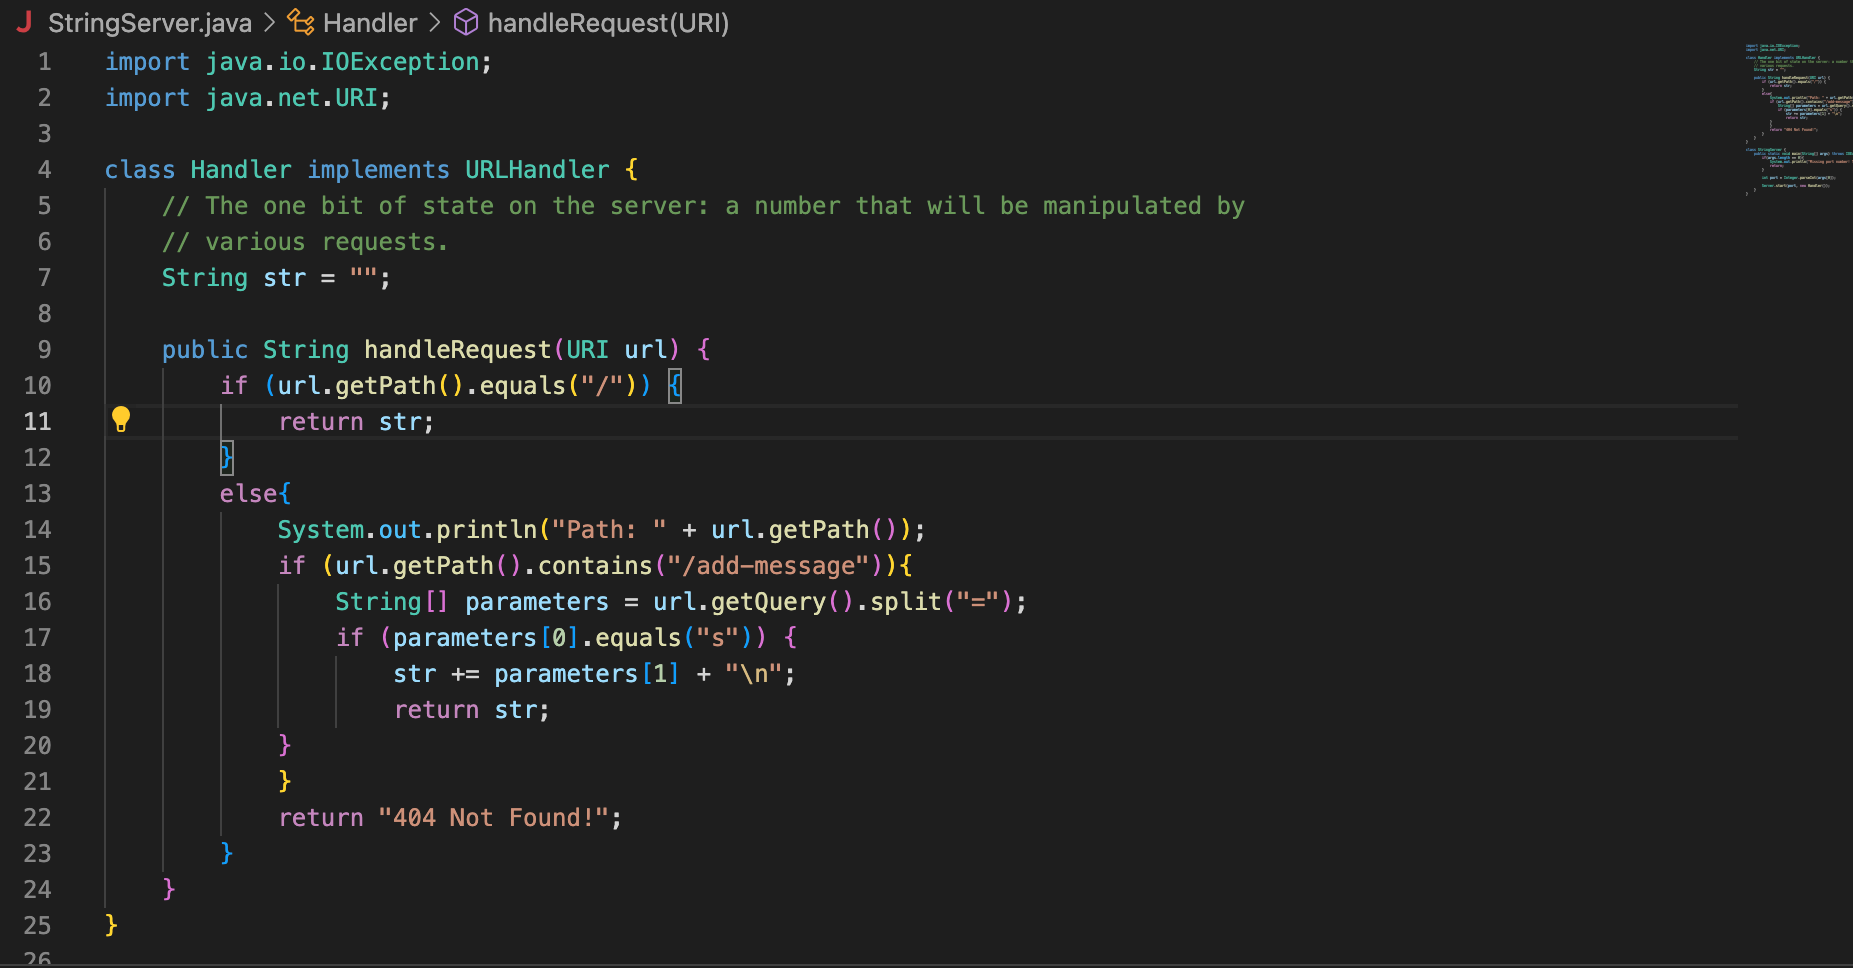 StringServer.java > Handler > handleRequest(URI)
1 import java.io.IOException;
2 import java.net.URI;
3
4 class Handler implements URLHandler {
5 // The one bit of state on the server: a number that will be manipulated by
6 // various requests.
7 String str = "";
8
9 public String handleRequest(URI url) {
10 if (url.getPath().equals("/")) {
11 return str;
12 }
13 else{
14 System.out.println("Path: " + url.getPath());
15 if (url.getPath().contains("/add-message")){
16 String[] parameters = url.getQuery().split("=");
17 if (parameters[0].equals("s")) {
18 str += parameters[1] + "\n";
19 return str;
20 }
21 }
22 return "404 Not Found!";
23 }
24 }
25 }
26